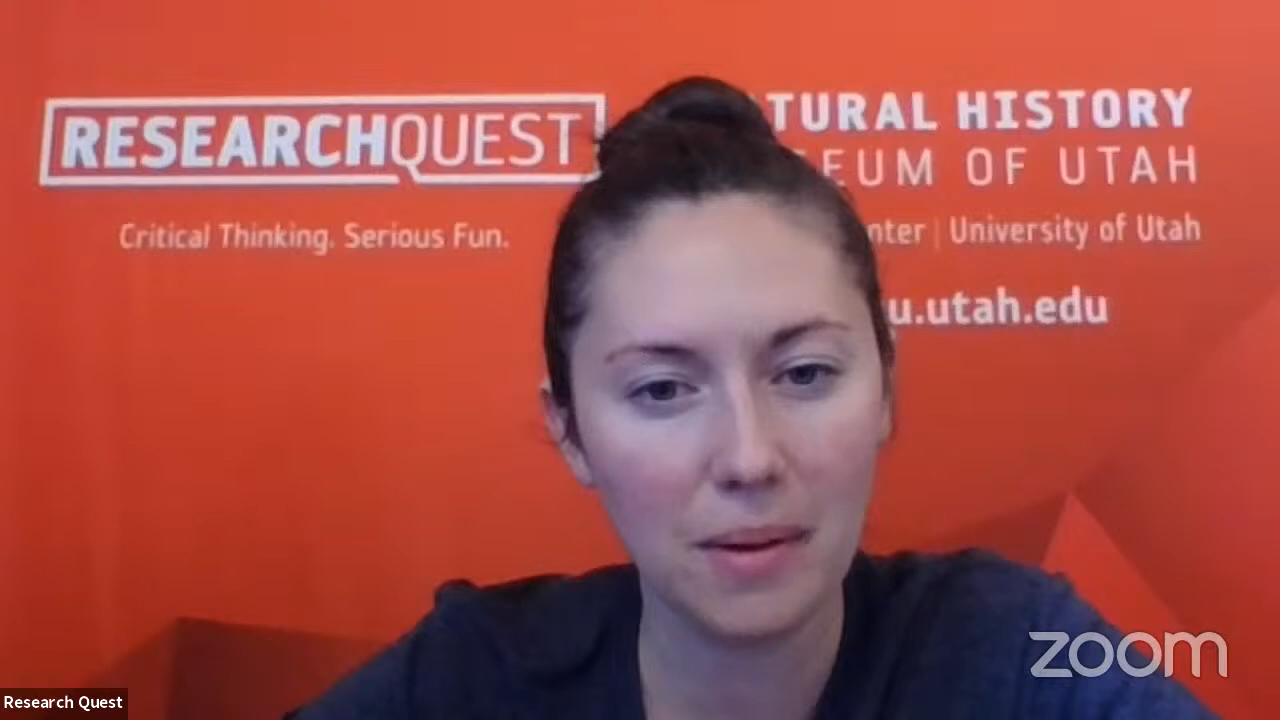 RESEARCHQUEST
Critical Thinking. Serious Fun.
TURAL HISTORY
EUM OF UTAH
nter | University of Utah
u.utah.edu
zoom
Research Quest